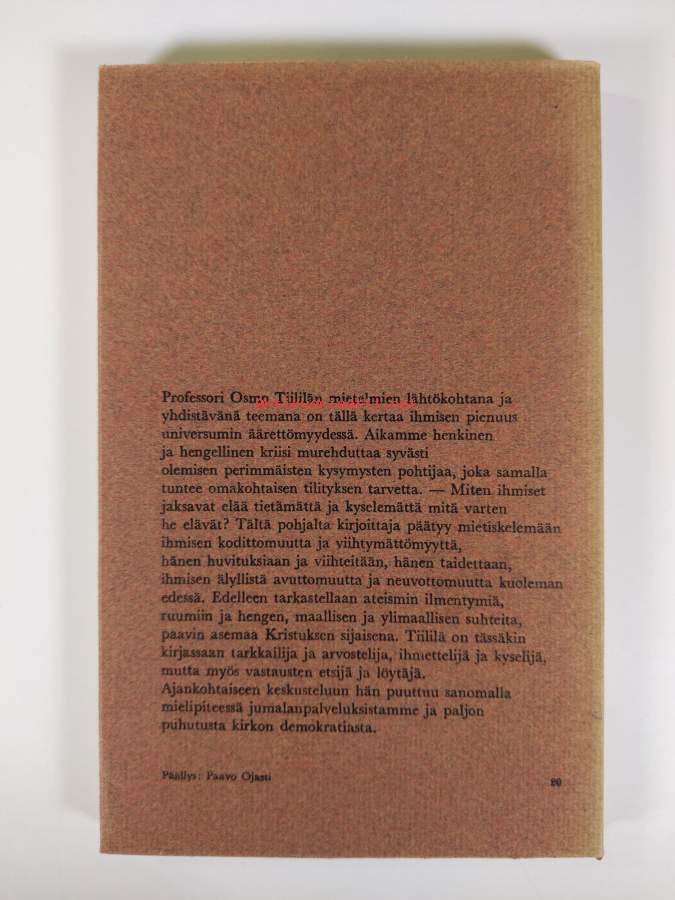 Professori Osmo Tiililän mietelmien lähtökohtana ja
yhdistävänä teemana on tällä kertaa ihmisen pienuus
universumin äärettömyydessä. Aikamme henkinen
ja hengellinen kriisi murehduttaa syvästi
olemisen perimmäisten kysymysten pohtijaa, joka samalla
tuntee omakohtaisen tilityksen tarvetta. — Miten ihmiset
jaksavat elää tietämättä ja kyselemättä mitä varten
he elävät? Tältä pohjalta kirjoittaja päätyy mietiskelemään
ihmisen kodittomuutta ja viihtymättömyyttä,
hänen huvituksiaan ja viihteitään, hänen taidettaan,
ihmisen älyllistä avuttomuutta ja neuvottomuutta kuoleman
edessä. Edelleen tarkastellaan ateismin ilmentymiä,
ruumiin ja hengen, maallisen ja ylimaallisen suhteita,
paavin asemaa Kristuksen sijaisena. Tiililä on tässäkin
kirjassaan tarkkailija ja arvostelija, ihmettelijä ja kyselijä,
mutta myös vastausten etsijä ja löytäjä.
Ajankohtaiseen keskusteluun hän puuttuu sanomalla
mielipiteessä jumalanpalveluksistamme ja paljon
puhutusta kirkon demokratiasta.
Päällys: Paavo Ojasti
20